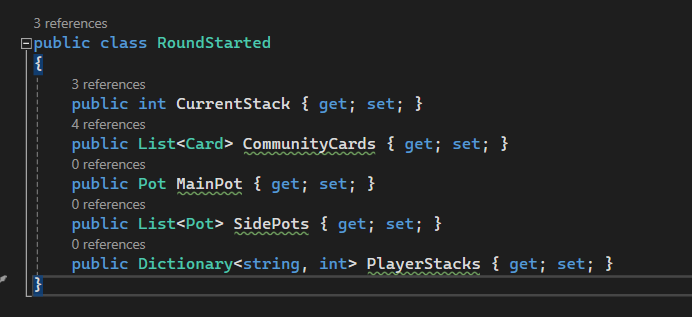 3 references
public class RoundStarted
{
3 references
public int CurrentStack { get; set; }
4 references
public List<Card> CommunityCards { get; set; }
0 references
public Pot MainPot { get; set; }
0 references
public List<Pot> SidePots { get; set; }
0 references
public Dictionary<string, int> PlayerStacks { get; set; }
}